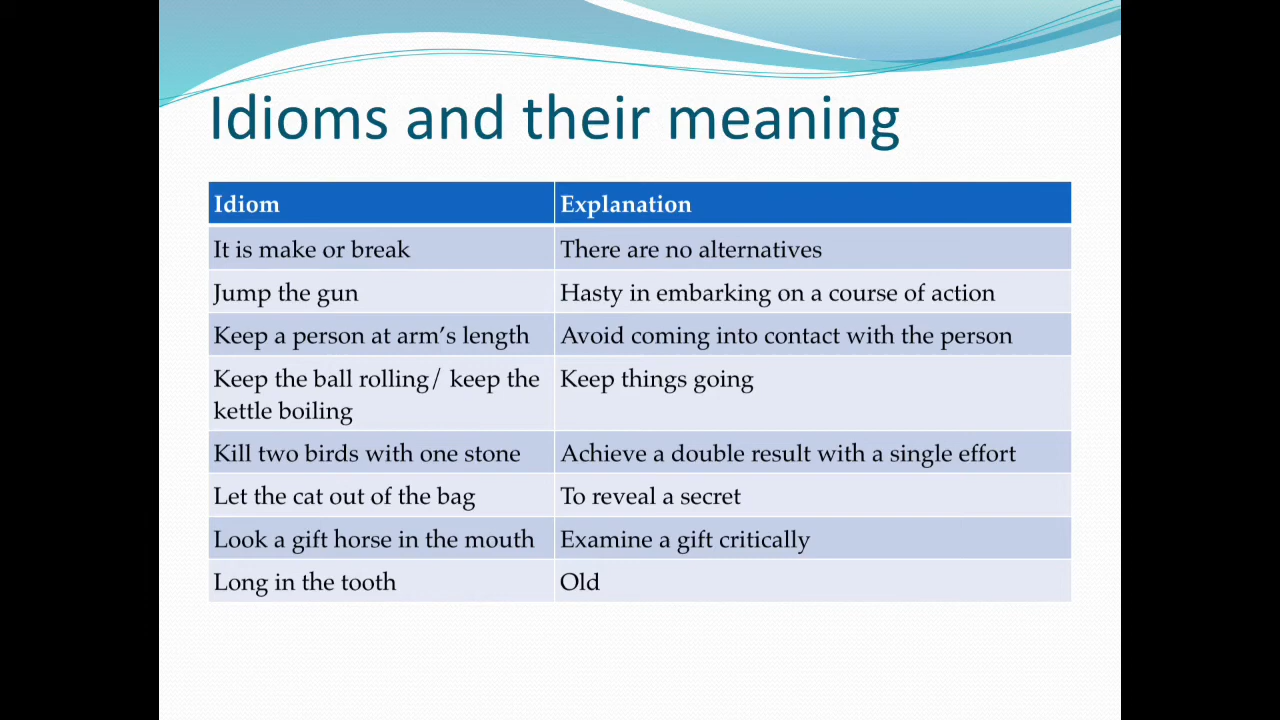 Idioms and their meaning
Idiom Explanation
It is make or break There are no alternatives
Jump the gun Hasty in embarking on a course of action
Keep a person at arm’s length Avoid coming into contact with the person
Keep the ball rolling/ keep the Keep things going
kettle boiling
Kill two birds with one stone Achieve a double result with a single effort
Let the cat out of the bag To reveal a secret
Look a gift horse in the mouth Examine a gift critically
Long in the tooth Old